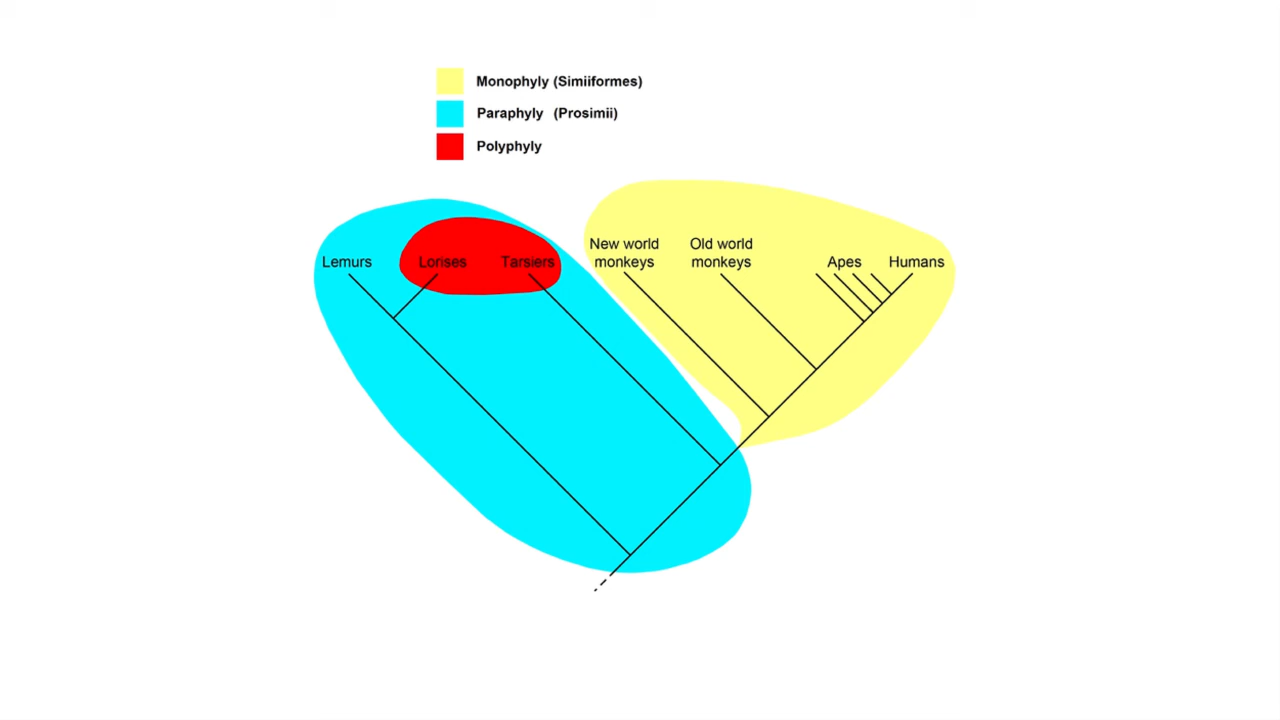 Monophyly (Simiiformes)
Paraphyly (Prosimii)
Polyphyly
New world
monkeys
Old world
monkeys
Lemurs
Lorises
Tarsiers
Apes
Humans